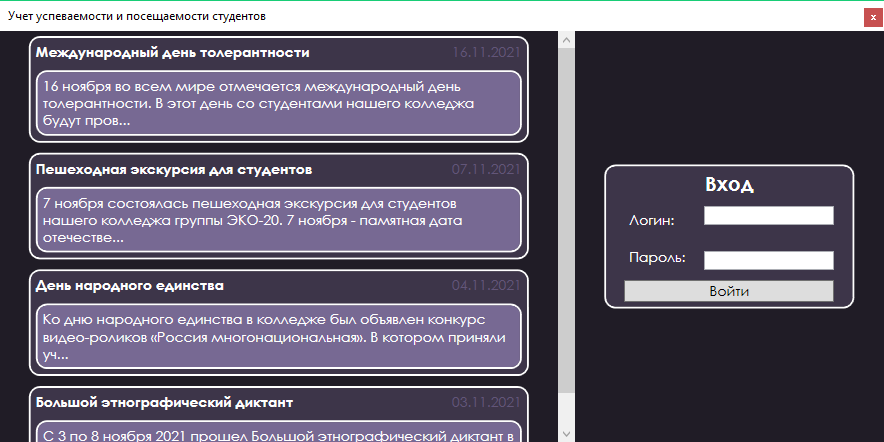 Учет успеваемости и посещаемости студентов
x
Международный день толерантности 16.11.2021
16 ноября во всем мире отмечается международный день
толерантности. В этот день со студентами нашего колледжа
будут пров...
Пешеходная экскурсия для студентов 07.11.2021
7 ноября состоялась пешеходная экскурсия для студентов
нашего колледжа группы ЭКО-20. 7 ноября - памятная дата
отечестве...
День народного единства 04.11.2021
Ко дню народного единства в колледже был объявлен конкурс
видео-роликов «Россия многонациональная». В котором приняли
уч...
Большой этнографический диктант 03.11.2021
С 3 по 8 ноября 2021 прошел Большой этнографический диктант в
Вход
Логин:
Пароль:
Войти